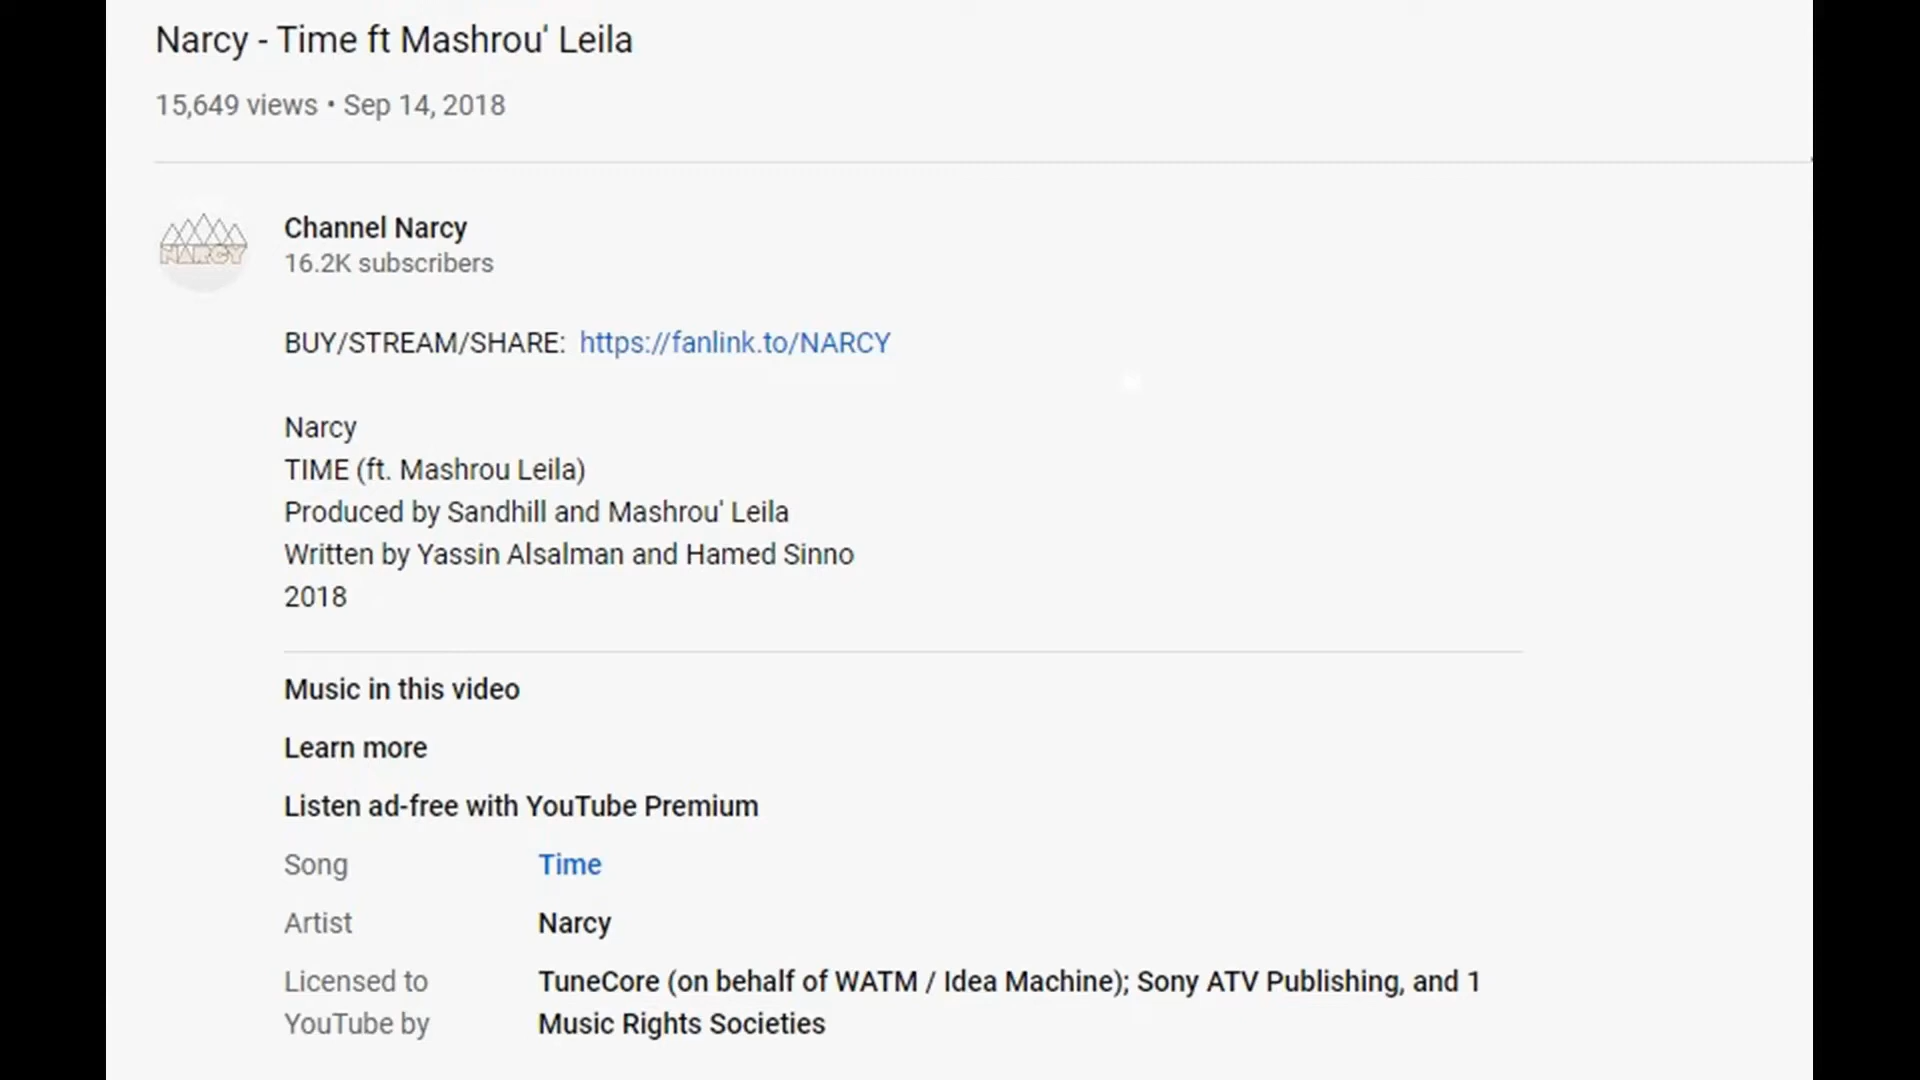 Narcy - Time ft Mashrou' Leila
15,649 views • Sep 14, 2018
NARCY
Channel Narcy
16.2K subscribers
BUY/STREAM/SHARE: https://fanlink.to/NARCY
Narcy
TIME (ft. Mashrou Leila)
Produced by Sandhill and Mashrou' Leila
Written by Yassin Alsalman and Hamed Sinno
2018
Music in this video
Learn more
Listen ad-free with YouTube Premium
Song Time
Artist Narcy
Licensed to TuneCore (on behalf of WATM / Idea Machine); Sony ATV Publishing, and 1
YouTube by Music Rights Societies